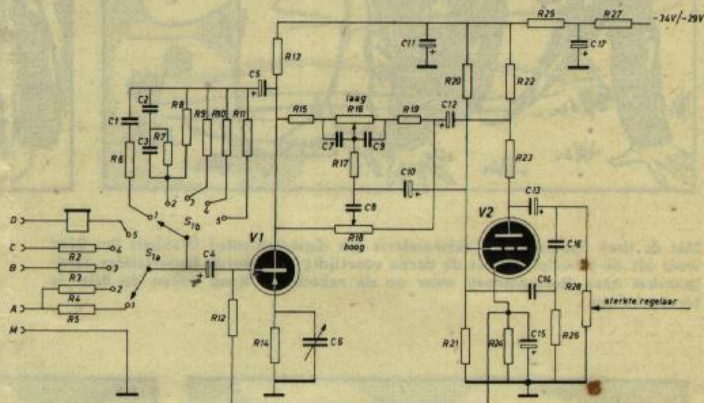 R25
R27
-34V/-29V
C11
C17
R13
C5
R20
R22
C2
R8
R9
R10
R11
C1
laag
R15
R16
R19
C12
C3
R7
C7
C9
R6
R17
C10
R23
1
2
3
4
5
S1b
C8
C13
D
5
V1
R18
hoog
V2
C
4
R2
S1a
C4
C16
B
3
R3
C14
R28
2
A
R4
1
R5
sterkte regelaar
R12
M
R14
C6
R21
R24
C15
R26